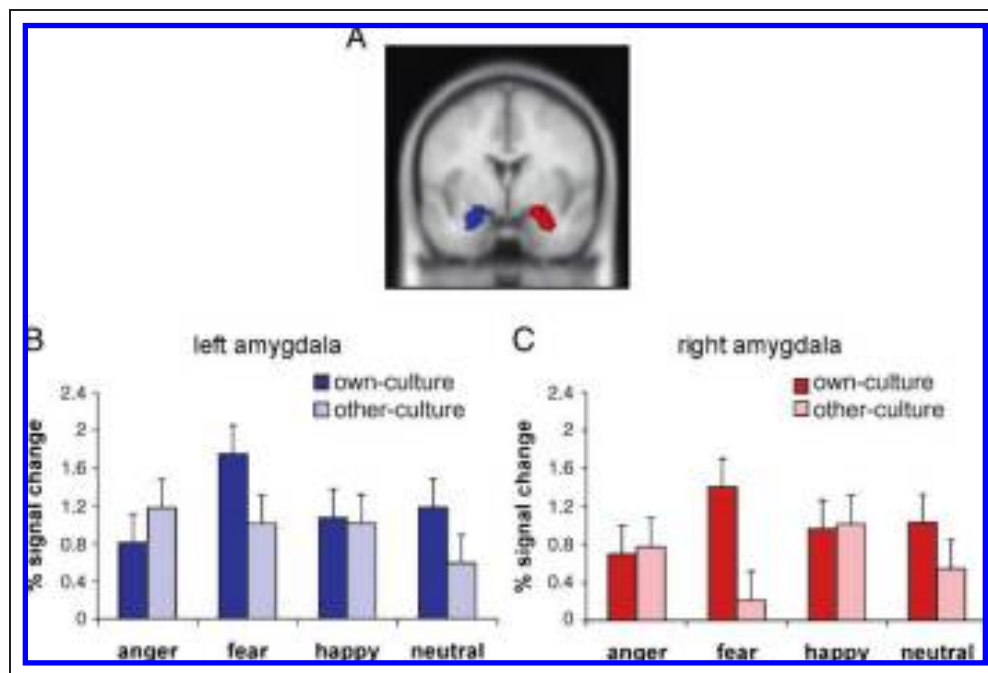 A
B
left amygdala
own-culture
other-culture
% signal change
2.4
2
1.6
1.2
0.8
0.4
0
anger fear happy neutral
C
right amygdala
own-culture
other-culture
% signal change
2.4
2
1.6
1.2
0.8
0.4
0
anger fear happy neutral